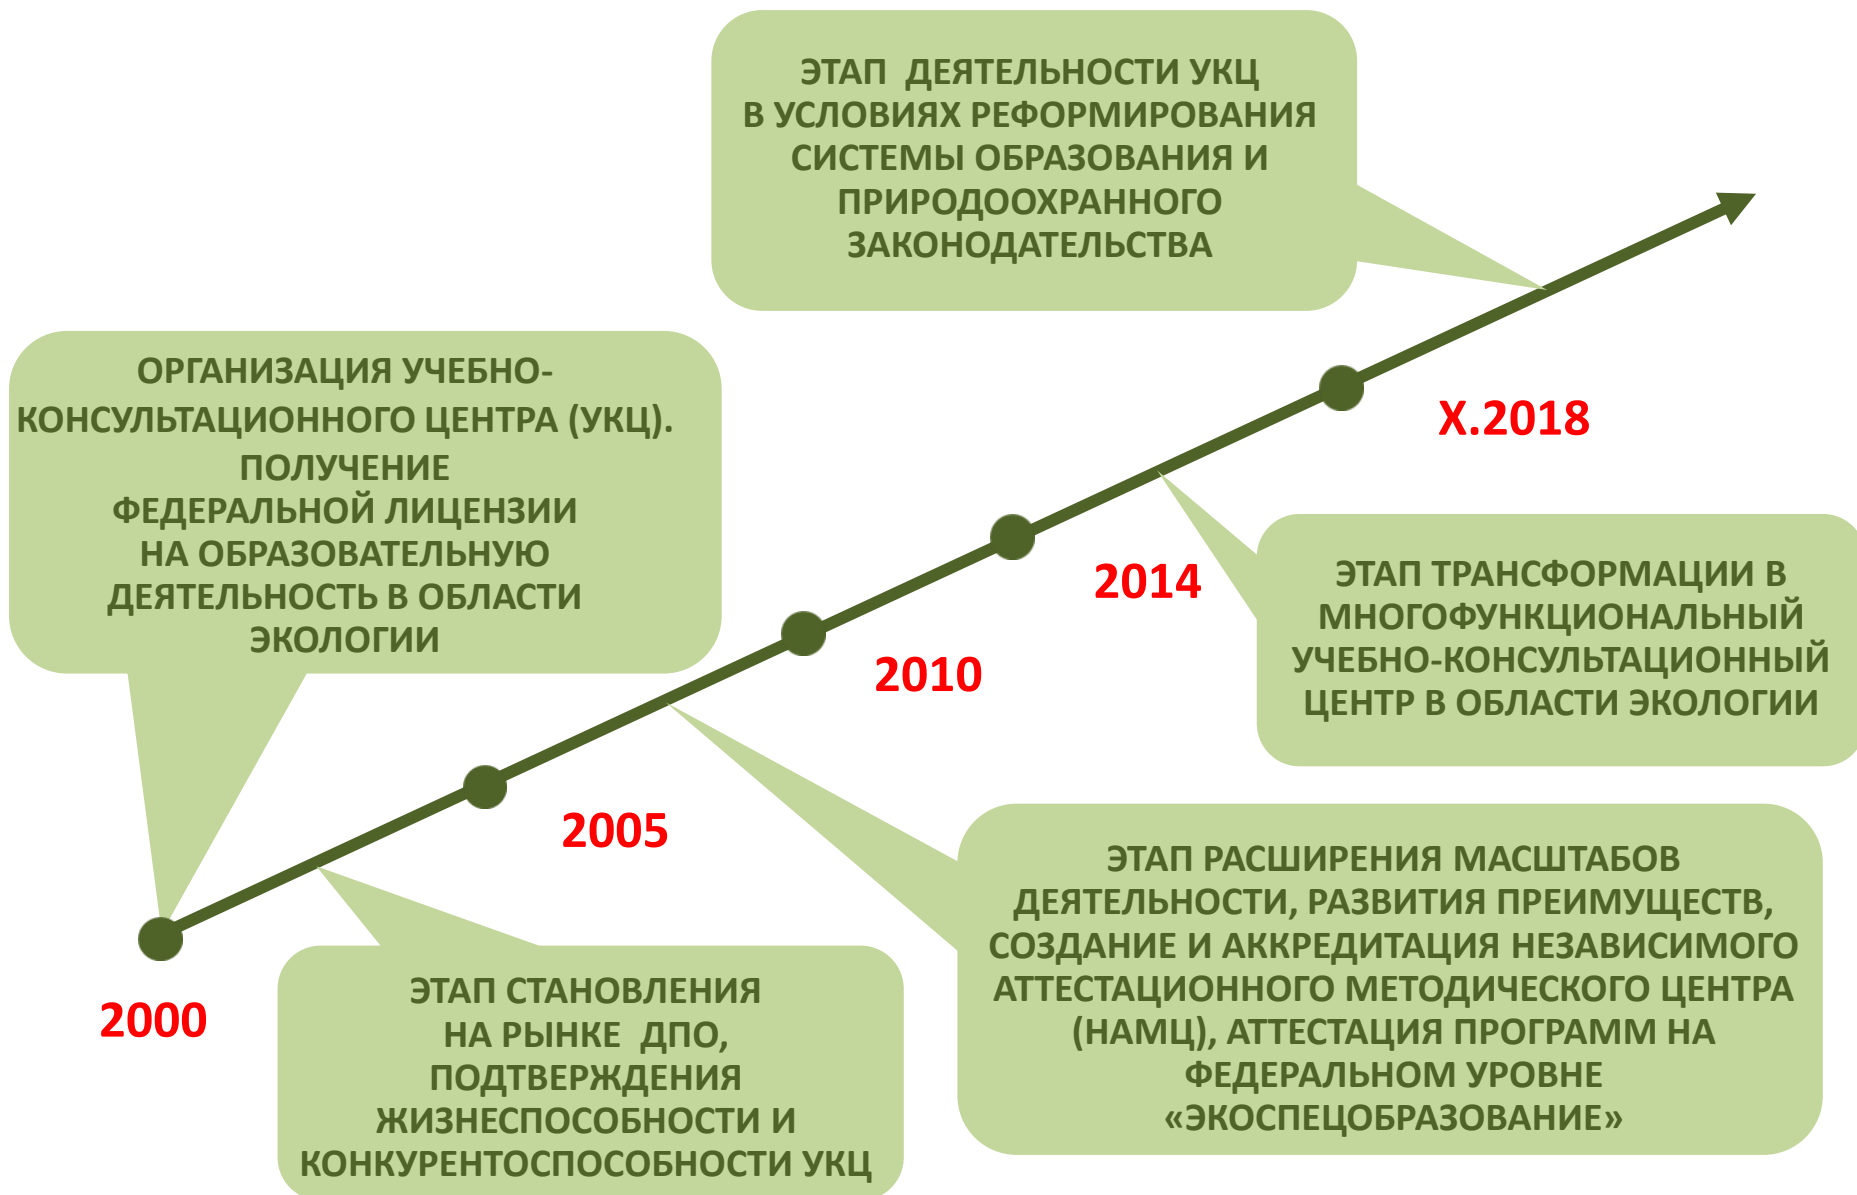 ЭТАП ДЕЯТЕЛЬНОСТИ УКЦ
В УСЛОВИЯХ РЕФОРМИРОВАНИЯ
СИСТЕМЫ ОБРАЗОВАНИЯ И
ПРИРОДООХРАННОГО
ЗАКОНОДАТЕЛЬСТВА
ОРГАНИЗАЦИЯ УЧЕБНО-
КОНСУЛЬТАЦИОННОГО ЦЕНТРА (УКЦ).
ПОЛУЧЕНИЕ
ФЕДЕРАЛЬНОЙ ЛИЦЕНЗИИ
НА ОБРАЗОВАТЕЛЬНУЮ
ДЕЯТЕЛЬНОСТЬ В ОБЛАСТИ
ЭКОЛОГИИ
X.2018
2014
ЭТАП ТРАНСФОРМАЦИИ В
МНОГОФУНКЦИОНАЛЬНЫЙ
УЧЕБНО-КОНСУЛЬТАЦИОННЫЙ
ЦЕНТР В ОБЛАСТИ ЭКОЛОГИИ
2010
2005
ЭТАП РАСШИРЕНИЯ МАСШТАБОВ
ДЕЯТЕЛЬНОСТИ, РАЗВИТИЯ ПРЕИМУЩЕСТВ,
СОЗДАНИЕ И АККРЕДИТАЦИЯ НЕЗАВИСИМОГО
АТТЕСТАЦИОННОГО МЕТОДИЧЕСКОГО ЦЕНТРА
(НАМЦ), АТТЕСТАЦИЯ ПРОГРАММ НА
ФЕДЕРАЛЬНОМ УРОВНЕ
«ЭКОСПЕЦОБРАЗОВАНИЕ»
2000
ЭТАП СТАНОВЛЕНИЯ
НА РЫНКЕ ДПО,
ПОДТВЕРЖДЕНИЯ
ЖИЗНЕСПОСОБНОСТИ И
КОНКУРЕНТОСПОСОБНОСТИ УКЦ